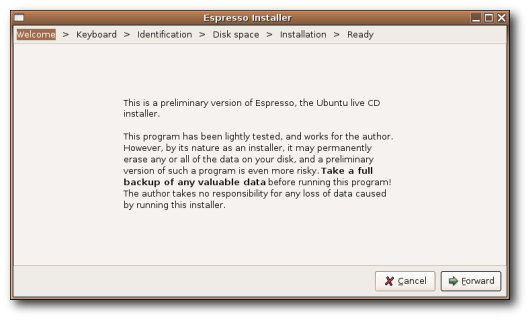 Espresso Installer
Welcome > Keyboard > Identification > Disk space > Installation > Ready
This is a preliminary version of Espresso, the Ubuntu live CD
installer.
This program has been lightly tested, and works for the author.
However, by its nature as an installer, it may permanently
erase any or all of the data on your disk, and a preliminary
version of such a program is even more risky. Take a full
backup of any valuable data before running this program!
The author takes no responsibility for any loss of data caused
by running this installer.
Cancel Forward